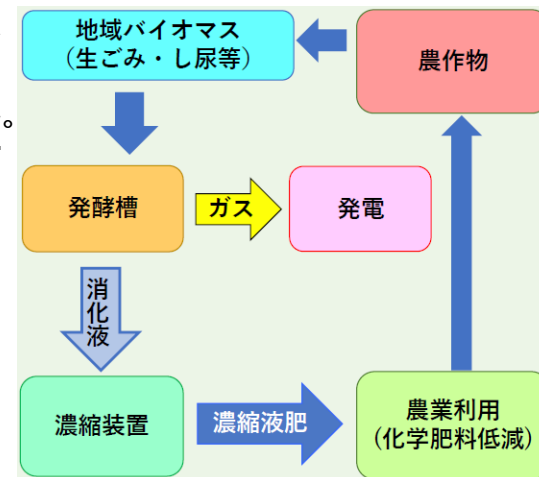 地域バイオマス
（生ごみ・し尿等）
農作物
。
発酵槽
ガス
発電
消化液
濃縮装置
濃縮液肥
農業利用
（化学肥料低減）